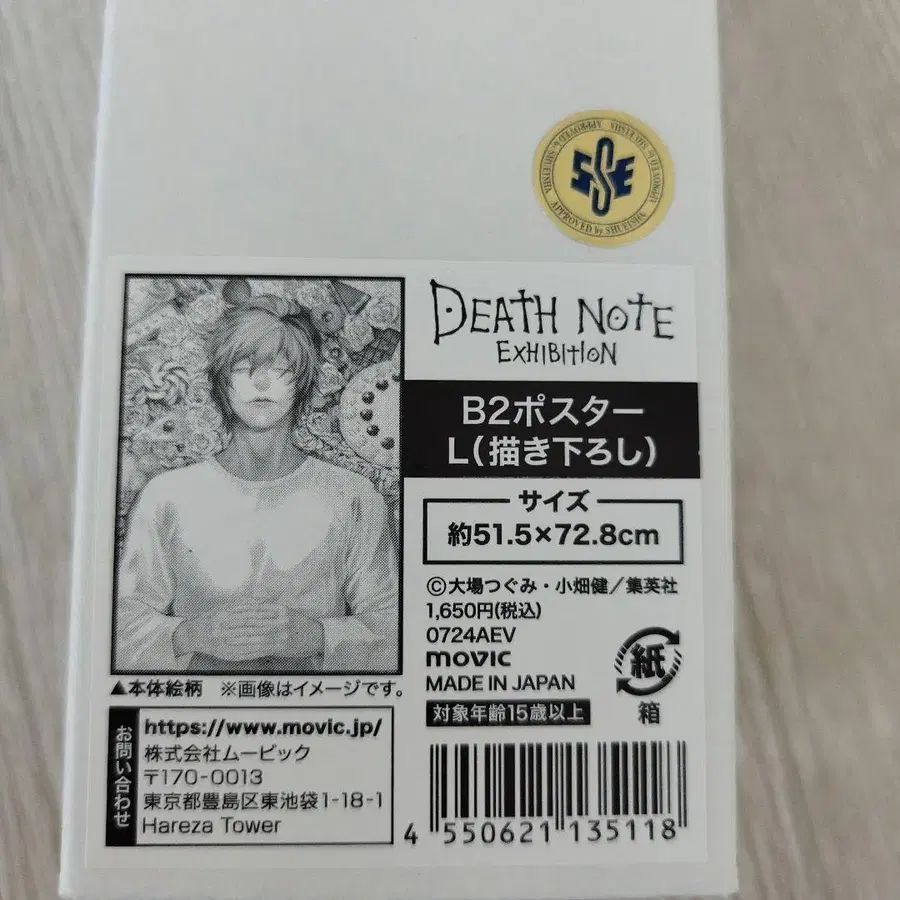 APPROVED by SHUEISHA
SSE
DEATH NOTE
EXHIBITION
B2ポスター
L(描き下ろし)
サイズ
約51.5×72.8cm
©大場つぐみ・小畑健/集英社
1,650円(税込)
0724AEV
movic
MADE IN JAPAN
対象年齢15歳以上
紙
箱
▲本体絵柄 ※画像はイメージです。
お問い合わせ
https://www.movic.jp/
株式会社ムービック
〒170-0013
東京都豊島区東池袋1-18-1
Hareza Tower
4 550621 135118